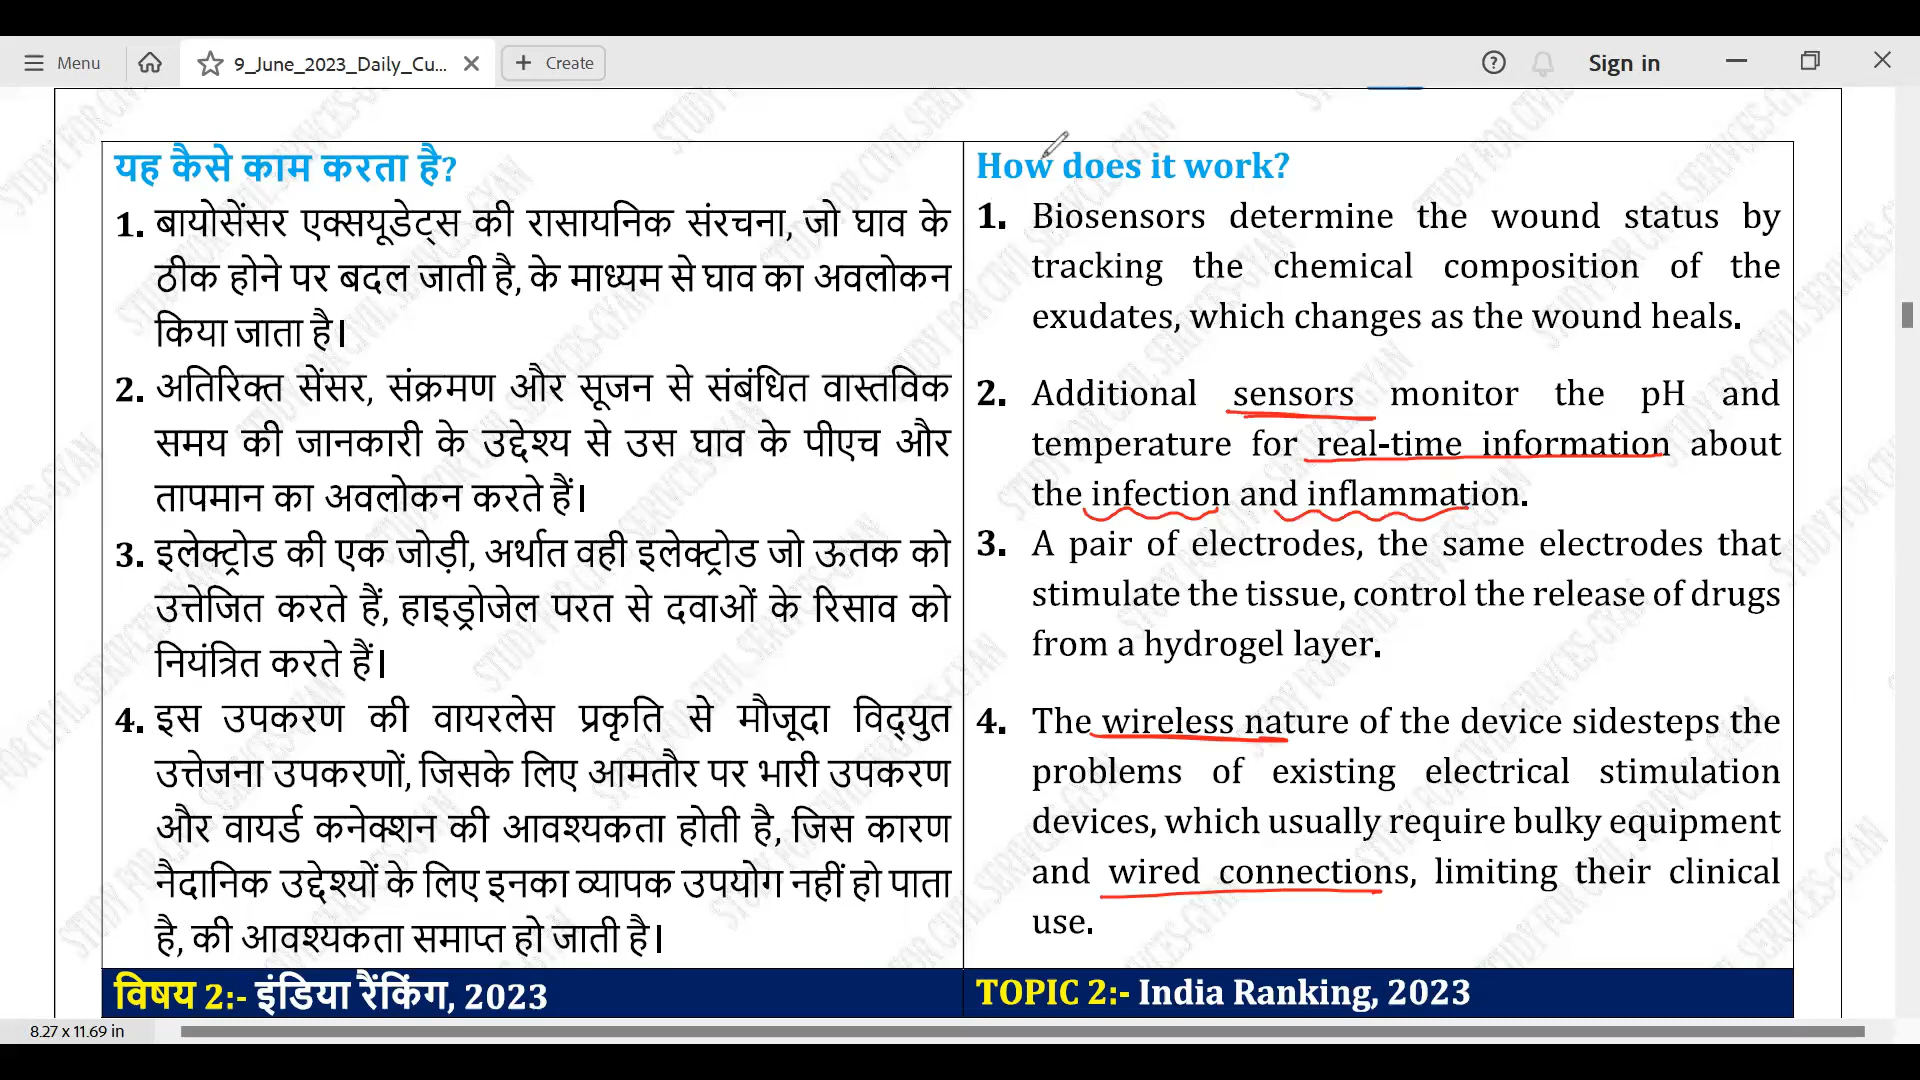 Menu
9_June_2023_Daily_Cu...
Create
Sign in
यह कैसे काम करता है?
1. बायोसेंसर एक्सयूडेट्स की रासायनिक संरचना, जो घाव के
ठीक होने पर बदल जाती है, के माध्यम से घाव का अवलोकन
किया जाता है।
2. अतिरिक्त सेंसर, संक्रमण और सूजन से संबंधित वास्तविक
समय की जानकारी के उद्देश्य से उस घाव के पीएच और
तापमान का अवलोकन करते हैं।
3. इलेक्ट्रोड की एक जोड़ी, अर्थात वही इलेक्ट्रोड जो ऊतक को
उत्तेजित करते हैं, हाइड्रोजेल परत से दवाओं के रिसाव को
नियंत्रित करते हैं।
4. इस उपकरण की वायरलेस प्रकृति से मौजूदा विद्युत
उत्तेजना उपकरणों, जिसके लिए आमतौर पर भारी उपकरण
और वायर्ड कनेक्शन की आवश्यकता होती है, जिस कारण
नैदानिक उद्देश्यों के लिए इनका व्यापक उपयोग नहीं हो पाता
है, की आवश्यकता समाप्त हो जाती है।
विषय 2:- इंडिया रैंकिंग, 2023
How does it work?
1. Biosensors determine the wound status by
tracking the chemical composition of the
exudates, which changes as the wound heals.
2. Additional sensors monitor the pH and
temperature for real-time information about
the infection and inflammation.
3. A pair of electrodes, the same electrodes that
stimulate the tissue, control the release of drugs
from a hydrogel layer.
4. The wireless nature of the device sidesteps the
problems of existing electrical stimulation
devices, which usually require bulky equipment
and wired connections, limiting their clinical
use.
TOPIC 2:- India Ranking, 2023
8.27 x 11.69 in
STUDY FOR CIVIL SERIVCES-GYAN